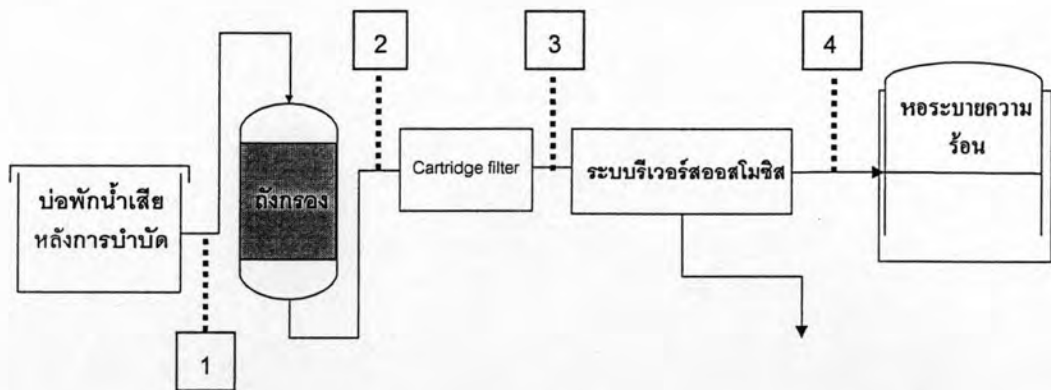 2
3
4
หอระบายความ
ร้อน
Cartridge filter
ระบบรีเวอร์สออสโมซิส
บ่อพักน้ำเสีย
หลังการบำบัด
ถังกรอง
1